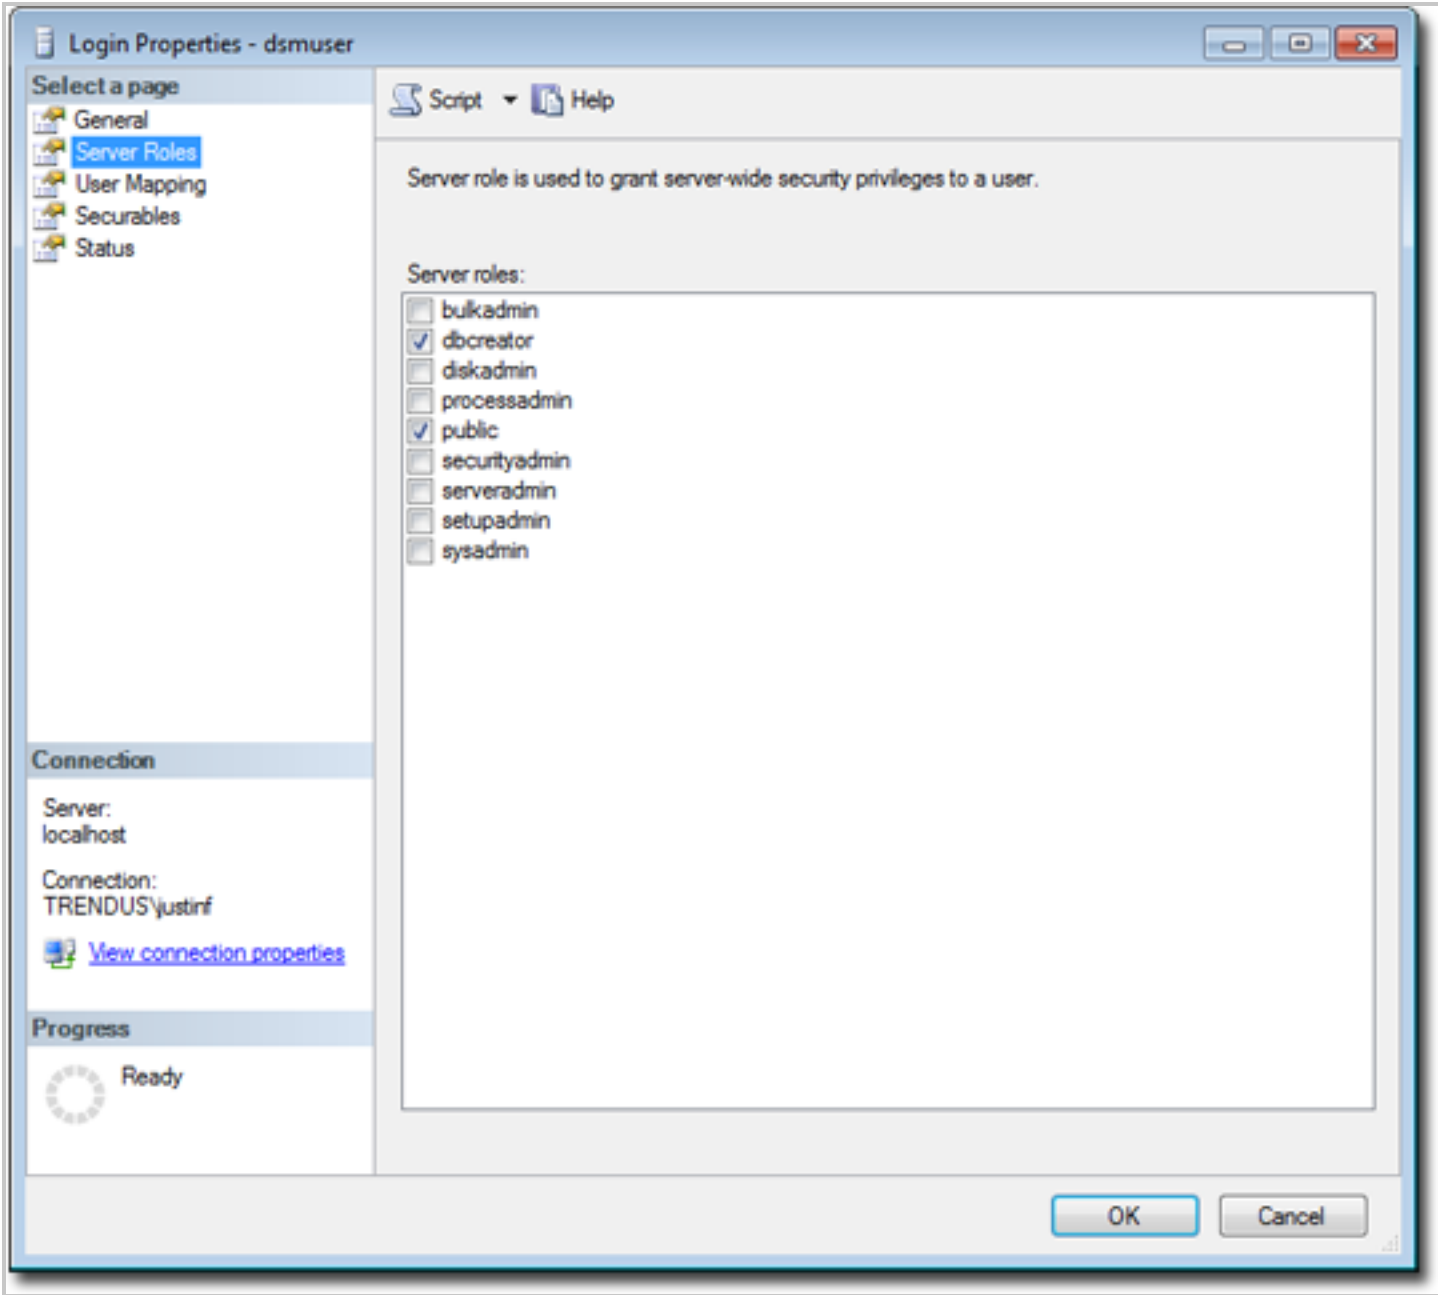 Login Properties - dsmuser
Select a page
General
Server Roles
User Mapping
Securables
Status
Script Help
Server role is used to grant server-wide security privileges to a user.
Server roles:
bulkadmin
dbcreator
diskadmin
processadmin
public
securityadmin
serveradmin
setupadmin
sysadmin
Connection
Server:
localhost
Connection:
TRENDUS\justinf
View connection properties
Progress
Ready
OK Cancel